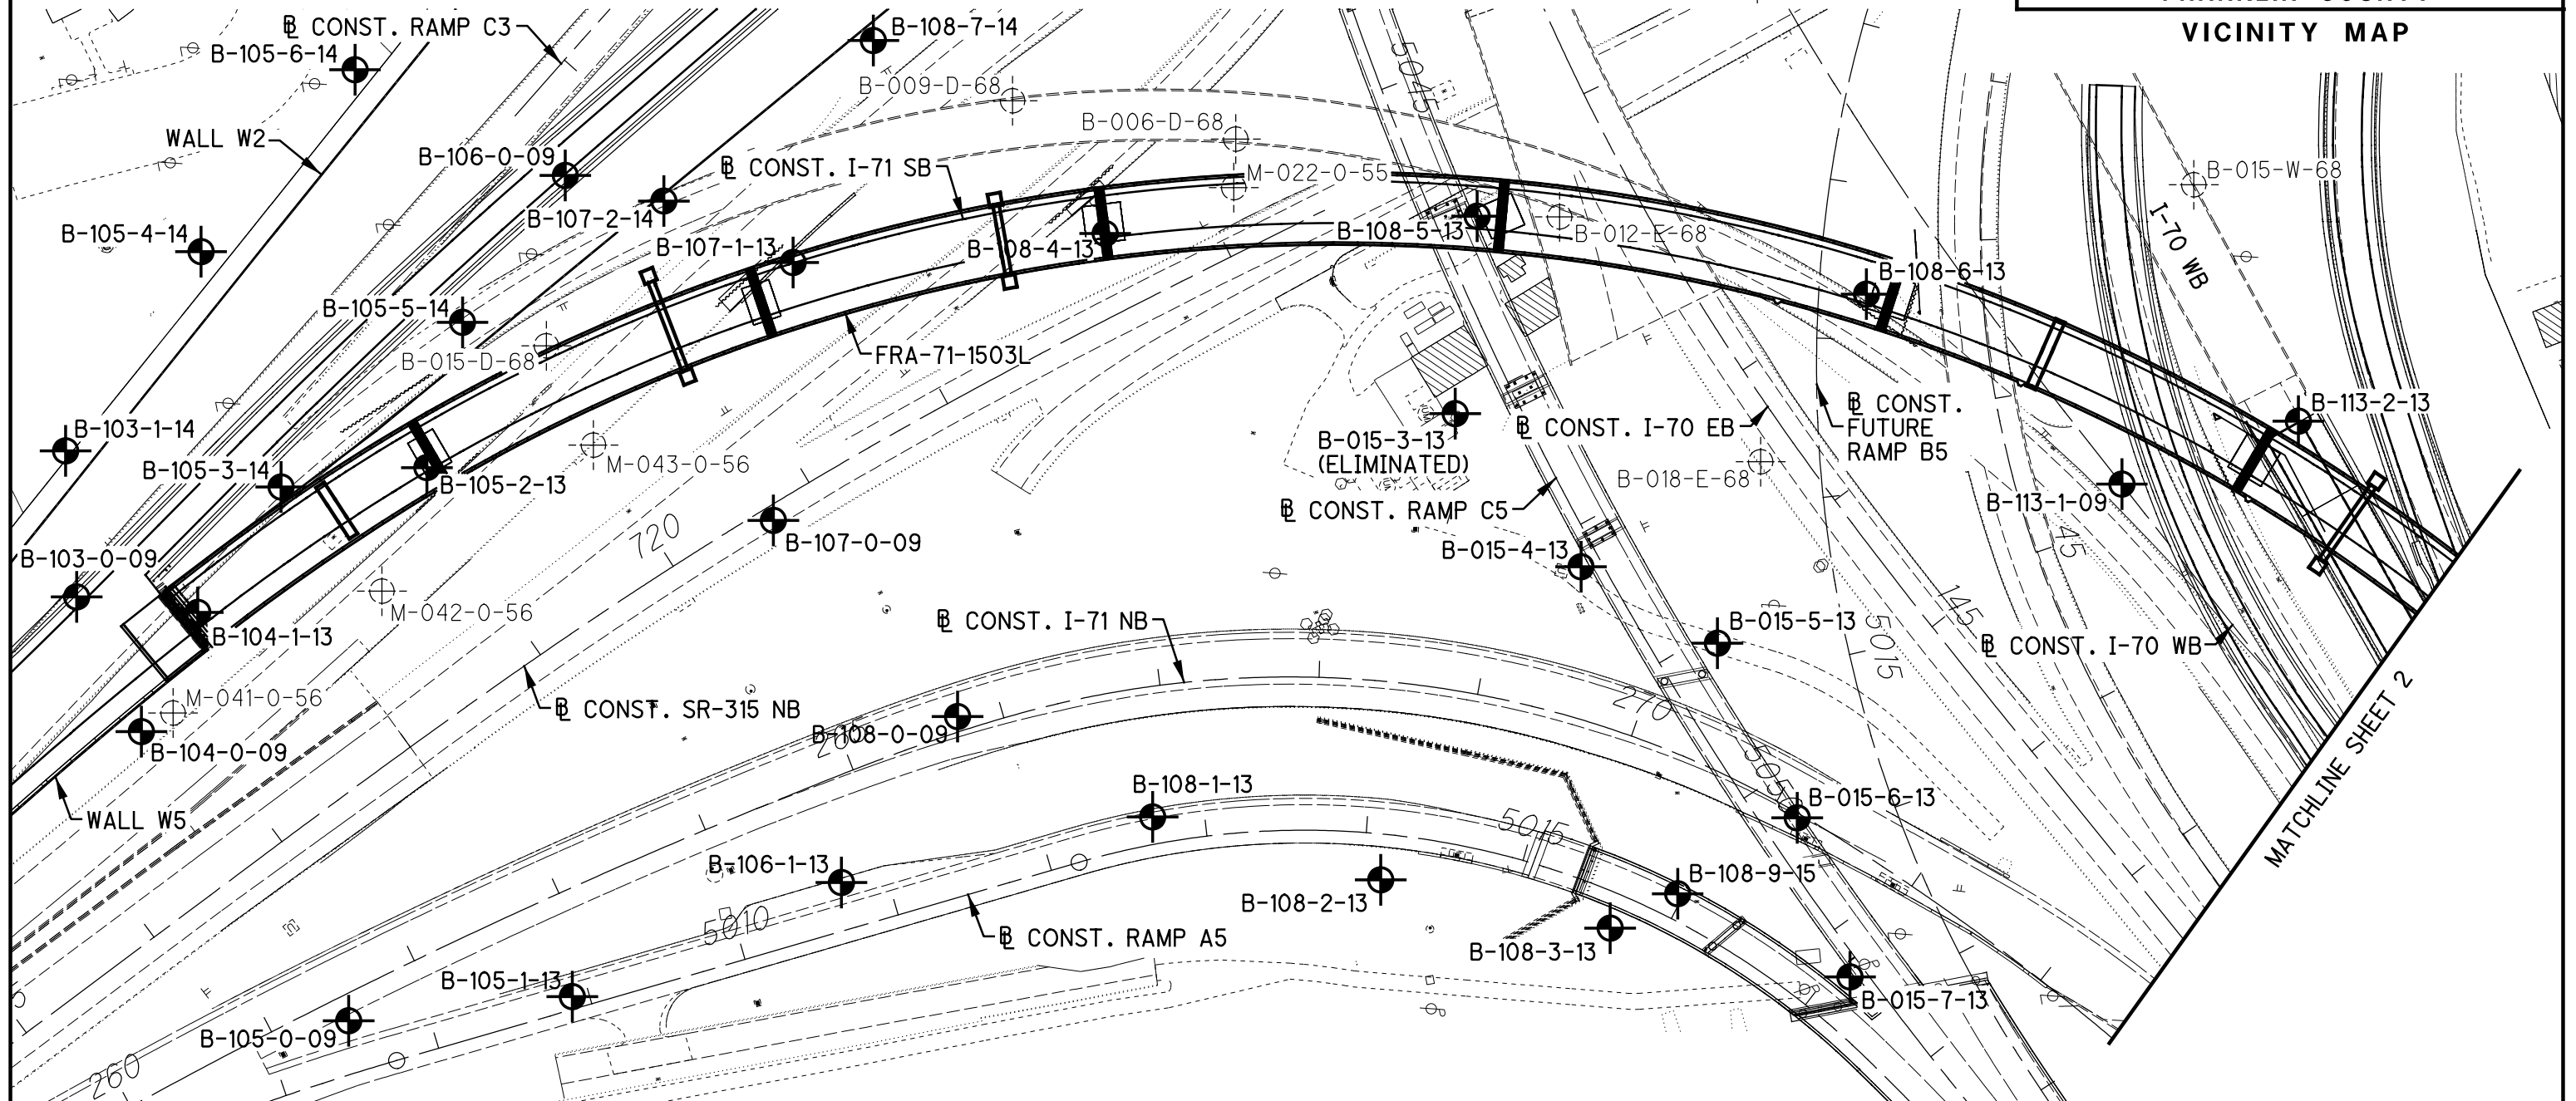 VICINITY MAP
℄ CONST. RAMP C3
B-105-6-14
B-108-7-14
B-009-D-68
5045
B-006-D-68
WALL W2
B-106-0-09
℄ CONST. I-71 SB
M-022-0-55
B-015-W-68
B-107-2-14
I-70 WB
B-105-4-14
B-107-1-13
B-108-4-13
B-108-5-13
B-012-E-68
B-108-6-13
B-105-5-14
B-015-D-68
FRA-71-1503L
℄ CONST.
FUTURE
RAMP B5
B-113-2-13
B-103-1-14
B-105-3-14
M-043-0-56
B-105-2-13
B-015-3-13
(ELIMINATED)
℄ CONST. I-70 EB
B-018-E-68
B-113-1-09
℄ CONST. RAMP C5
720
B-107-0-09
45
B-015-4-13
B-103-0-09
M-042-0-56
B-104-1-13
℄ CONST. I-71 NB
B-015-5-13
145
5015
℄ CONST. I-70 WB
M-041-0-56
℄ CONST. SR-315 NB
B-108-0-09
270
B-104-0-09
MATCHLINE SHEET 2
WALL W5
B-108-1-13
B-015-6-13
5015
B-106-1-13
B-108-9-15
B-108-2-13
5010
℄ CONST. RAMP A5
B-108-3-13
B-105-1-13
B-015-7-13
B-105-0-09
260